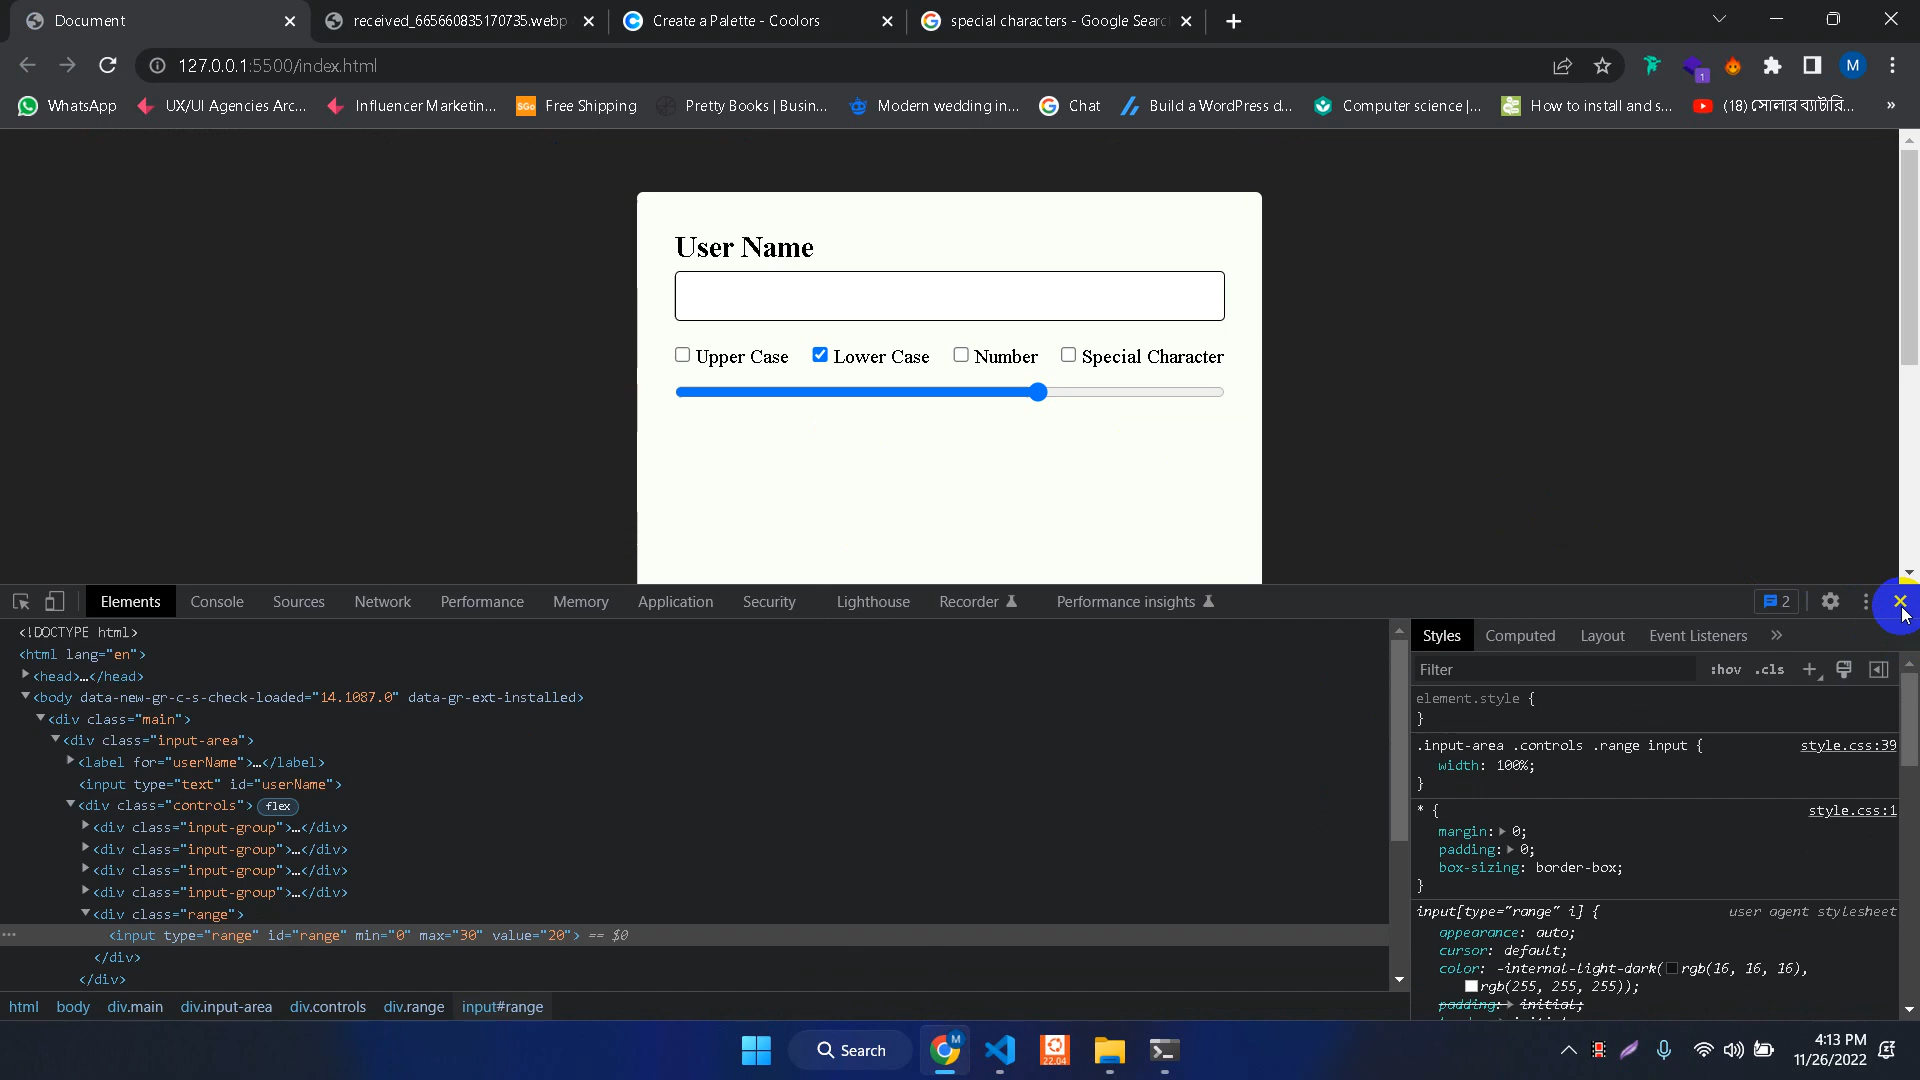 Document
received_665660835170735.webp
Create a Palette - Coolors
special characters - Google Searc
127.0.0.1:5500/index.html
1
M
WhatsApp
UX/UI Agencies Arc...
Influencer Marketin...
SGo Free Shipping
Pretty Books | Busin...
Modern wedding in...
Chat
Build a WordPress d...
Computer science |...
How to install and s...
(18) সোলার ব্যাটারি...
»
User Name
Upper Case
Lower Case
Number
Special Character
Elements
Console
Sources
Network
Performance
Memory
Application
Security
Lighthouse
Recorder
Performance insights
2
<!DOCTYPE html>
<html lang="en">
<head>…</head>
<body data-new-gr-c-s-check-loaded="14.1087.0" data-gr-ext-installed>
<div class="main">
<div class="input-area">
<label for="userName">…</label>
<input type="text" id="userName">
<div class="controls"> flex
<div class="input-group">…</div>
<div class="input-group">…</div>
<div class="input-group">…</div>
<div class="input-group">…</div>
<div class="range">
<input type="range" id="range" min="0" max="30" value="20"> == $0
</div>
</div>
html body div.main div.input-area div.controls div.range input#range
Styles
Computed
Layout
Event Listeners
»
Filter
:hov .cls
element.style {
}
.input-area .controls .range input { style.css:39
width: 100%;
}
* { style.css:1
margin: 0;
padding: 0;
box-sizing: border-box;
}
input[type="range" i] { user agent stylesheet
appearance: auto;
cursor: default;
color: -internal-light-dark( rgb(16, 16, 16),
rgb(255, 255, 255));
padding: initial;
Search
M
22.04
4:13 PM
11/26/2022